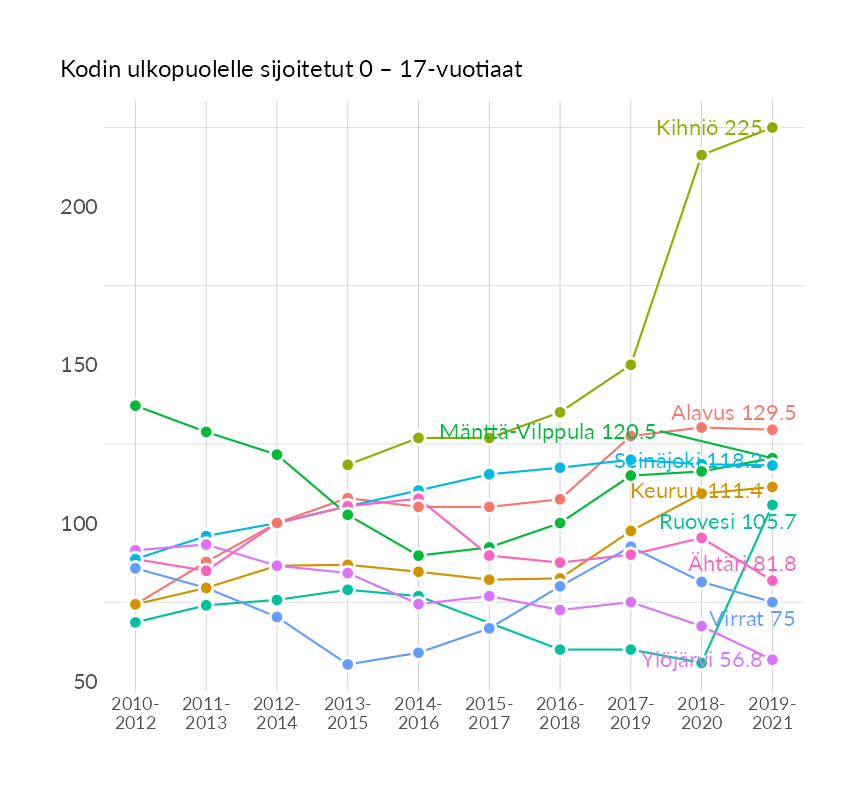 Kodin ulkopuolelle sijoitetut 0 – 17-vuotiaat
Kihniö 225
200
150
Alavus 129.5
Mänttä-Vilppula 120.5
Seinäjoki 118.2
Keuruu 111.4
100
Ruovesi 105.7
Ähtäri 81.8
Virrat 75
Ylöjärvi 56.8
50
2010-
2012
2011-
2013
2012-
2014
2013-
2015
2014-
2016
2015-
2017
2016-
2018
2017-
2019
2018-
2020
2019-
2021